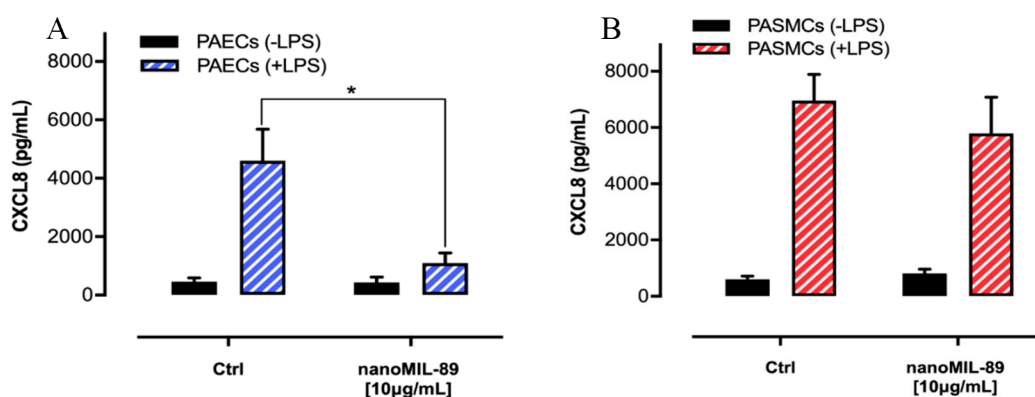 A
PAECs (-LPS)
PAECs (+LPS)
CXCL8 (pg/mL)
8000
6000
4000
2000
0
*
Ctrl
nanoMIL-89
[10µg/mL]
B
PASMCs (-LPS)
PASMCs (+LPS)
CXCL8 (pg/mL)
8000
6000
4000
2000
0
Ctrl
nanoMIL-89
[10µg/mL]